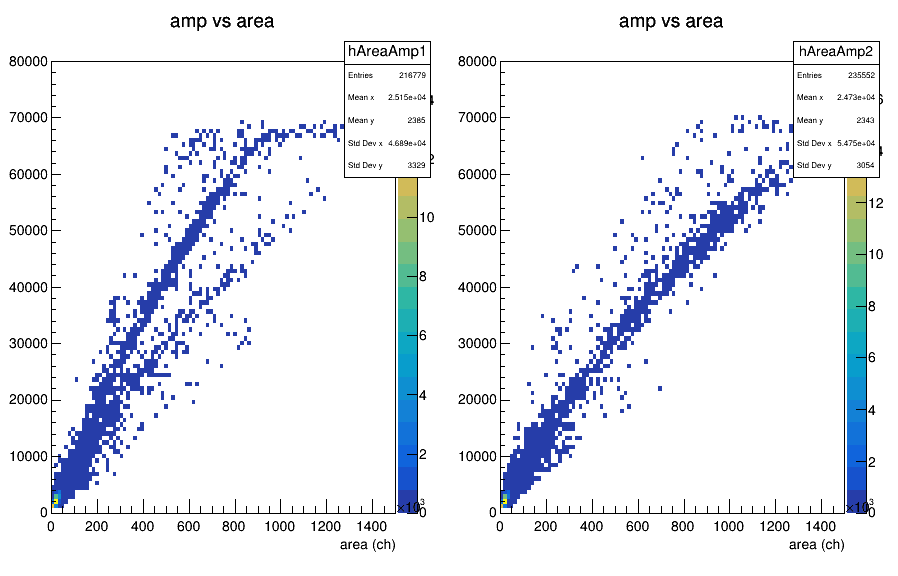 amp vs area
hAreaAmp1
Entries 216779
Mean x 2.515e+04
Mean y 2385
Std Dev x 4.689e+04
Std Dev y 3329
80000
70000
60000
50000
40000
30000
20000
10000
0
0 200 400 600 800 1000 1200 1400
×10³
area (ch)
10
8
6
4
2
0
amp vs area
hAreaAmp2
Entries 235552
Mean x 2.473e+04
Mean y 2343
Std Dev x 5.475e+04
Std Dev y 3054
80000
70000
60000
50000
40000
30000
20000
10000
0
0 200 400 600 800 1000 1200 1400
×10³
area (ch)
12
10
8
6
4
2
0